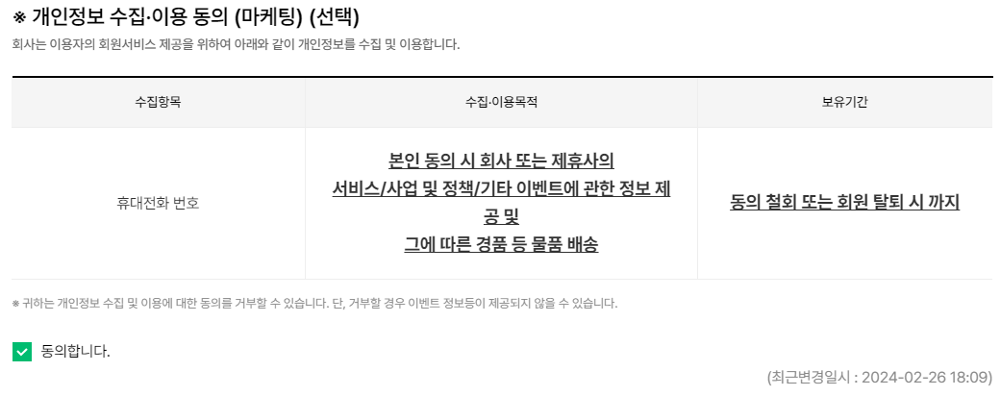 ※ 개인정보 수집·이용 동의 (마케팅) (선택)
회사는 이용자의 회원서비스 제공을 위하여 아래와 같이 개인정보를 수집 및 이용합니다.
수집항목
수집·이용목적
보유기간
휴대전화 번호
본인 동의 시 회사 또는 제휴사의
서비스/사업 및 정책/기타 이벤트에 관한 정보 제
공 및
그에 따른 경품 등 물품 배송
동의 철회 또는 회원 탈퇴 시 까지
※ 귀하는 개인정보 수집 및 이용에 대한 동의를 거부할 수 있습니다. 단, 거부할 경우 이벤트 정보등이 제공되지 않을 수 있습니다.
동의합니다.
(최근변경일시 : 2024-02-26 18:09)